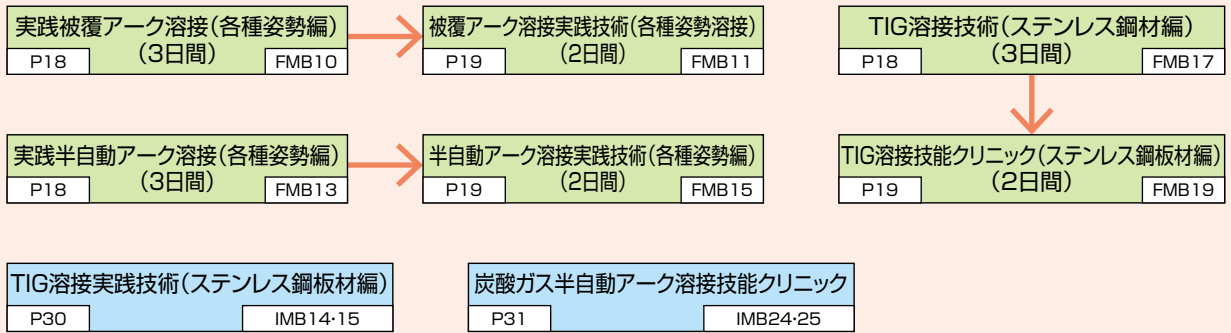 実践被覆アーク溶接(各種姿勢編)
(3日間)
P18 FMB10
被覆アーク溶接実践技術(各種姿勢溶接)
(2日間)
P19 FMB11
TIG溶接技術(ステンレス鋼材編)
(3日間)
P18 FMB17
実践半自動アーク溶接(各種姿勢編)
(3日間)
P18 FMB13
半自動アーク溶接実践技術(各種姿勢編)
(2日間)
P19 FMB15
TIG溶接技能クリニック(ステンレス鋼板材編)
(2日間)
P19 FMB19
TIG溶接実践技術(ステンレス鋼板材編)
P30 IMB14・15
炭酸ガス半自動アーク溶接技能クリニック
P31 IMB24・25